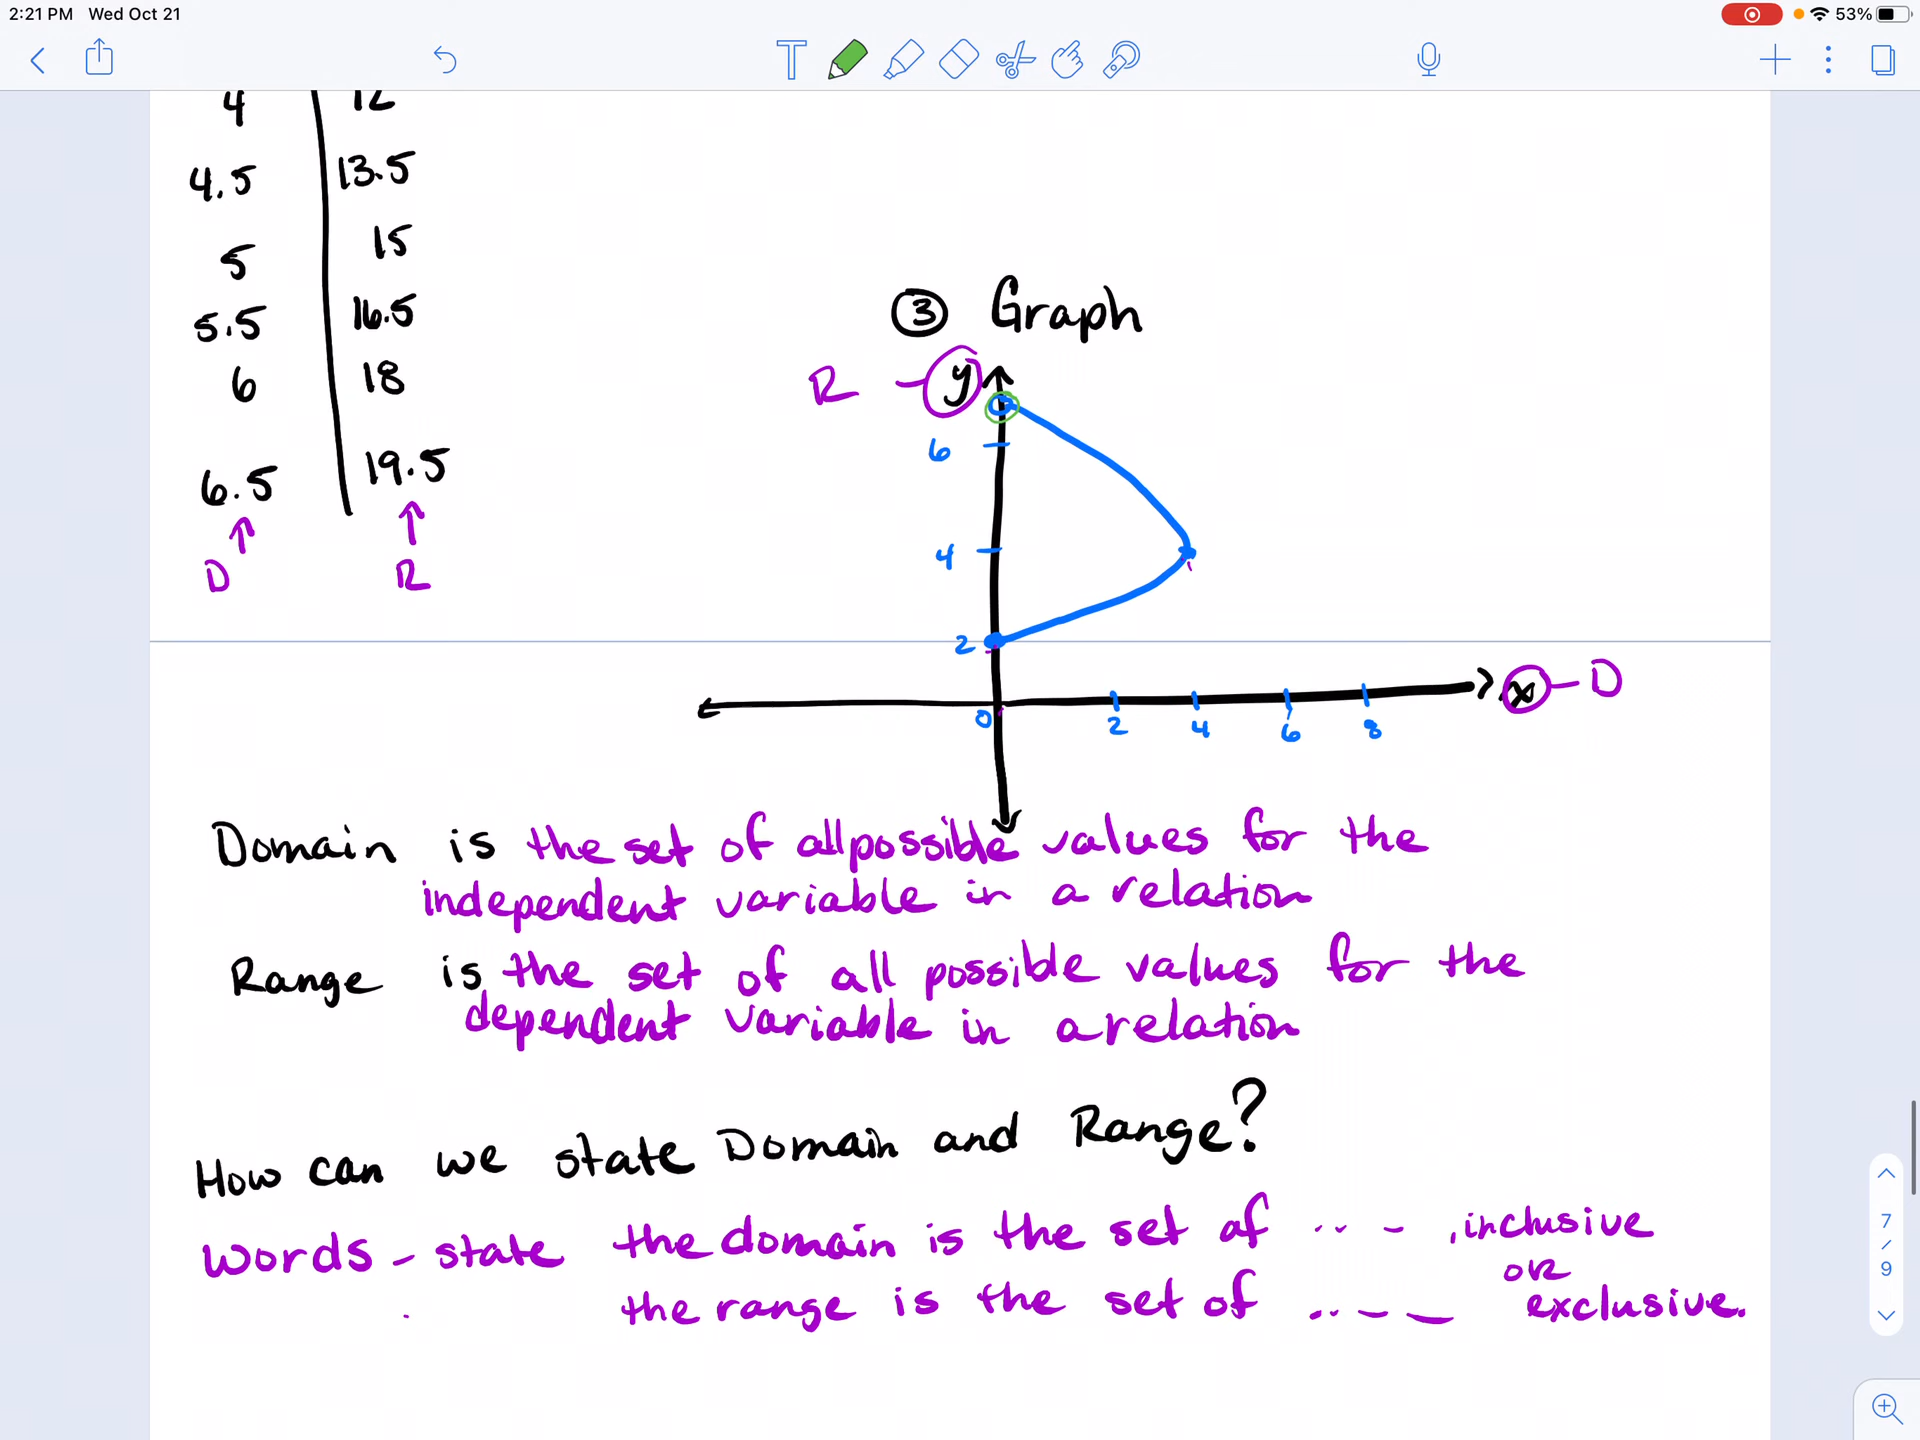 2:21 PM Wed Oct 21
53%
4 12
4.5 13.5
5 15
5.5 16.5
6 18
6.5 19.5
D R
③ Graph
R y
6
4
2
x D
0 2 4 6 8
Domain is the set of all possible values for the
independent variable in a relation
Range is the set of all possible values for the
dependent variable in a relation
How can we state Domain and Range?
Words - state the domain is the set of .. - , inclusive
or
the range is the set of .. - - exclusive.
7
/
9